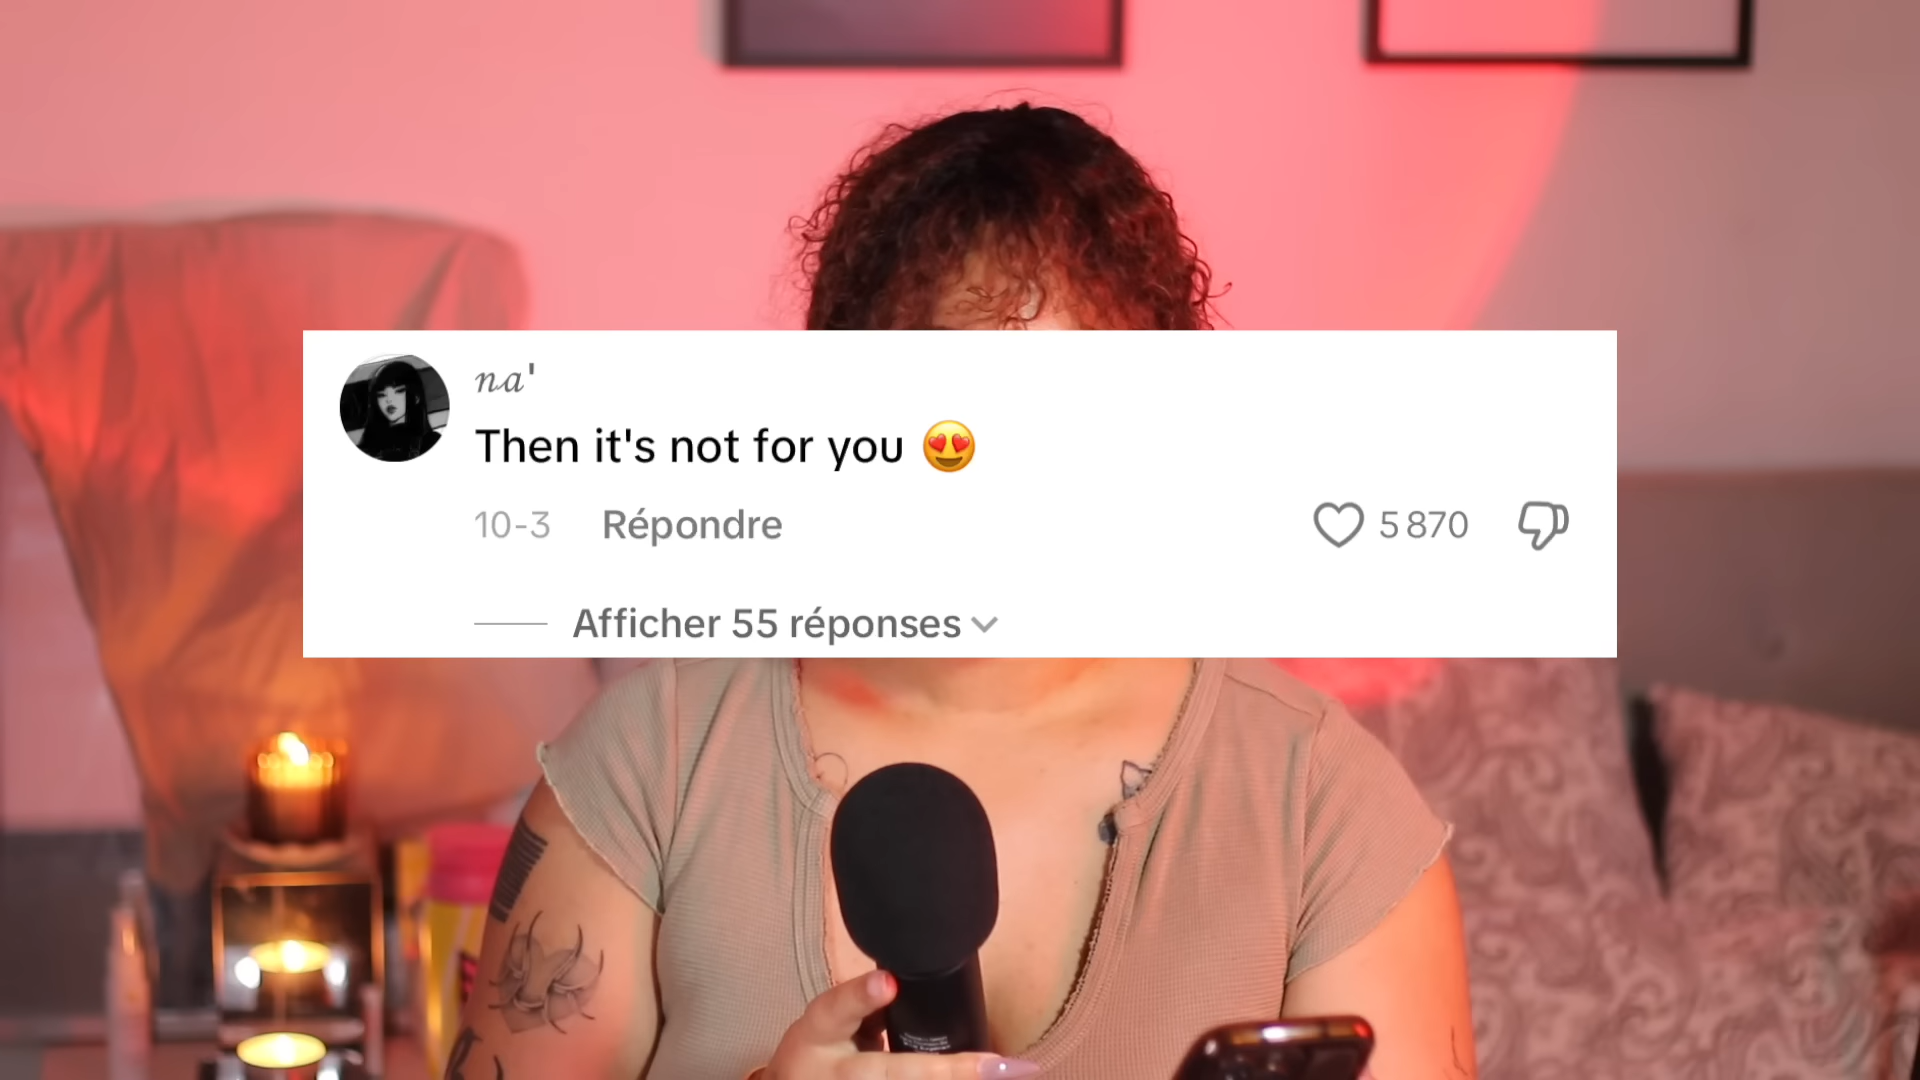 na'
Then it's not for you 😍
10-3 Répondre 5 870
Afficher 55 réponses